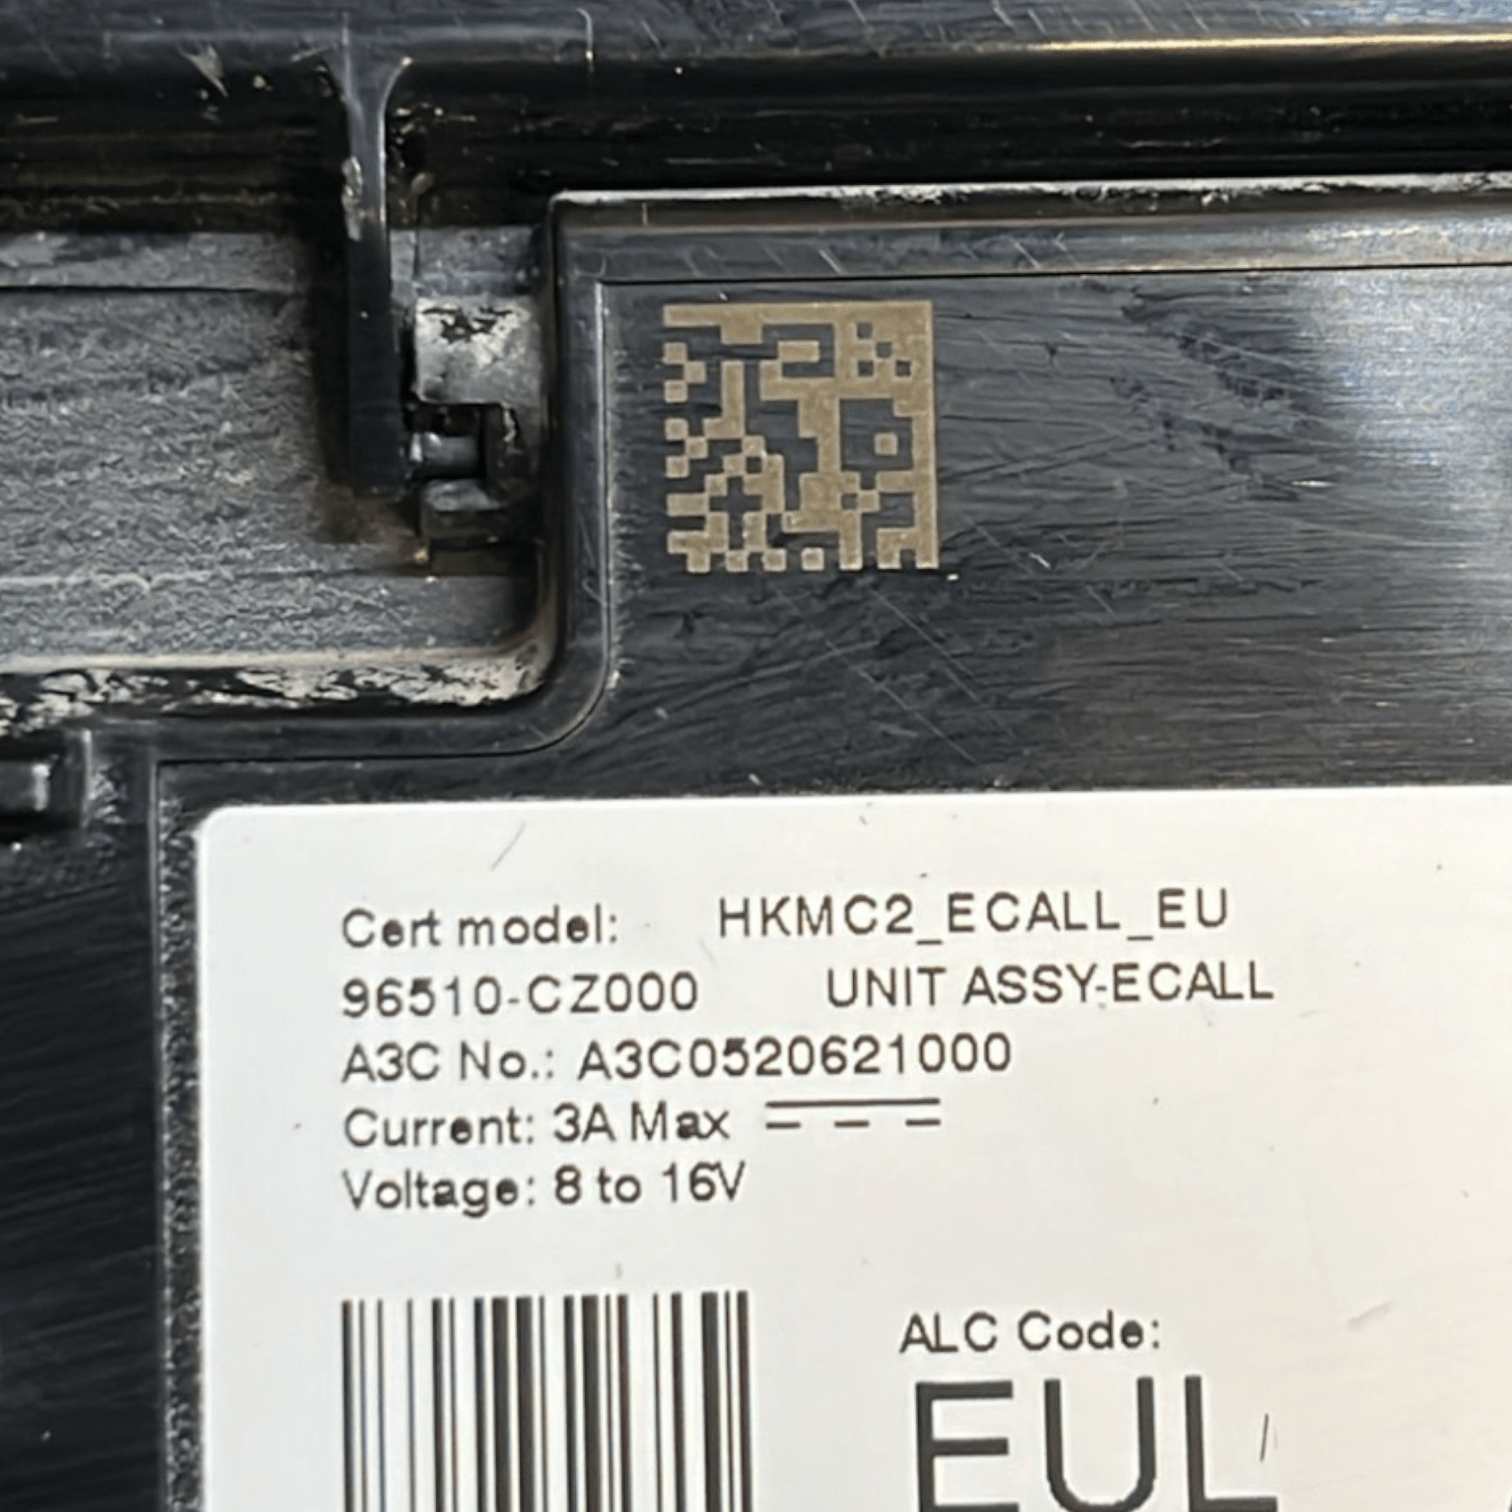 Cert model: HKMC2_ECALL_EU
96510-CZ000 UNIT ASSY-ECALL
A3C No.: A3C0520621000
Current: 3A Max
Voltage: 8 to 16V
ALC Code:
EUL